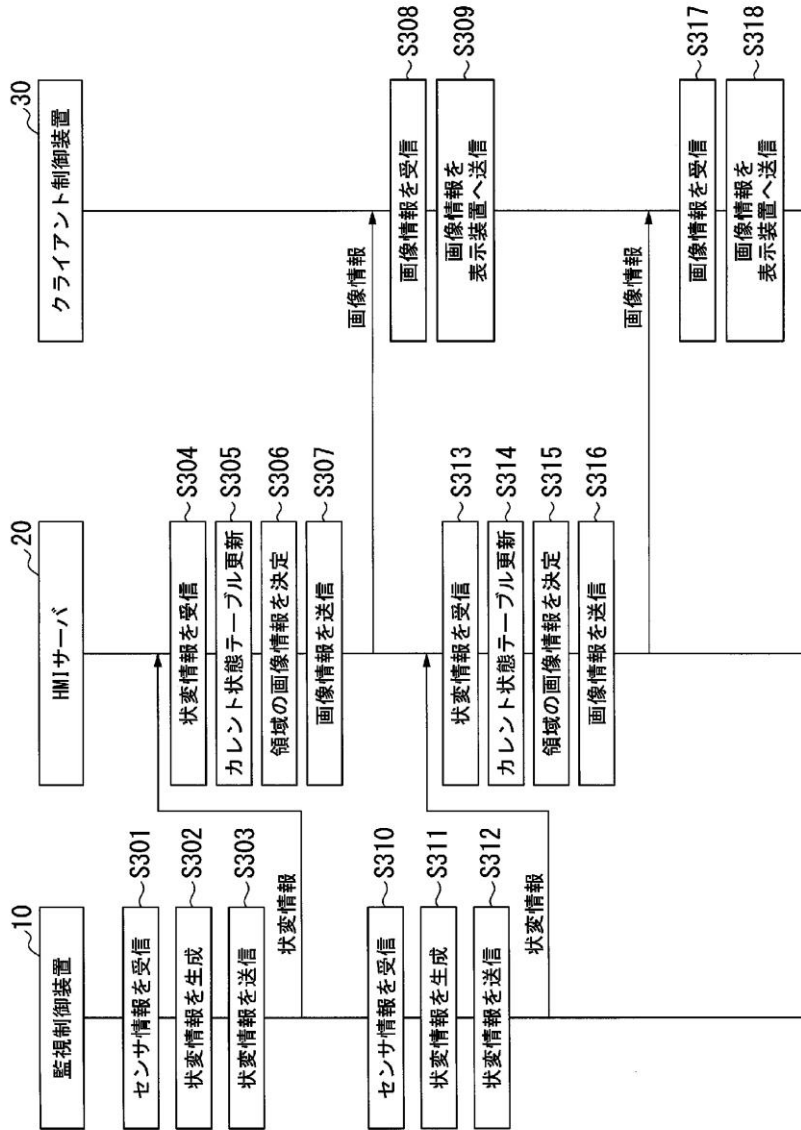 10
監視制御装置
20
HMIサーバ
30
クライアント制御装置
センサ情報を受信
S301
状変情報を生成
S302
状変情報を送信
S303
状変情報
状変情報を受信
S304
カレント状態テーブル更新
S305
領域の画像情報を決定
S306
画像情報を送信
S307
画像情報
画像情報を受信
S308
画像情報を
表示装置へ送信
S309
センサ情報を受信
S310
状変情報を生成
S311
状変情報を送信
S312
状変情報
状変情報を受信
S313
カレント状態テーブル更新
S314
領域の画像情報を決定
S315
画像情報を送信
S316
画像情報
画像情報を受信
S317
画像情報を
表示装置へ送信
S318